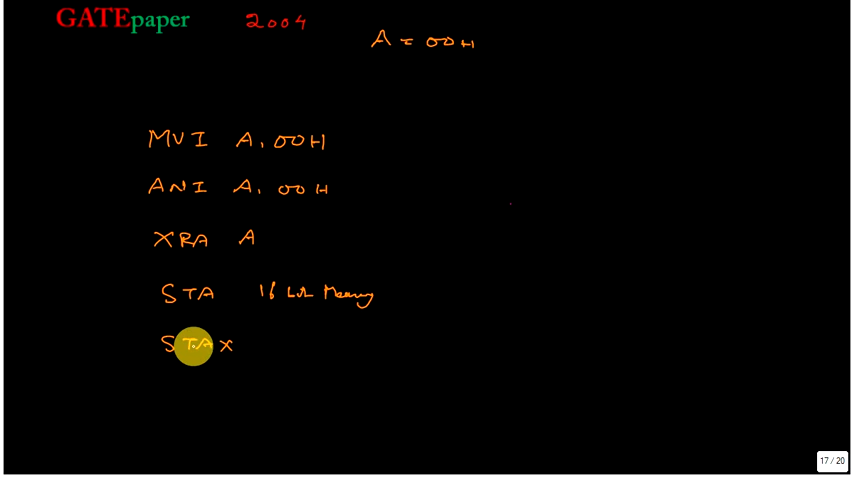 GATEpaper 2004
A = 00H
MVI A, 00H
ANI A, 00H
XRA A
STA 16 bit Memory
STAX
17 / 20